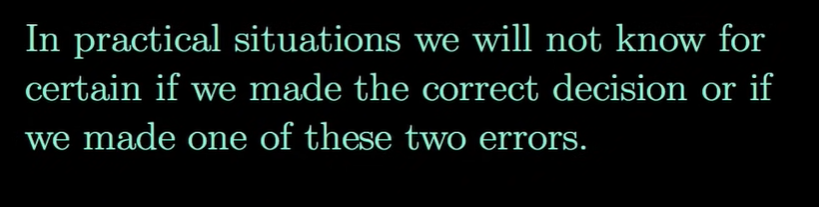 In practical situations we will not know for
certain if we made the correct decision or if
we made one of these two errors.